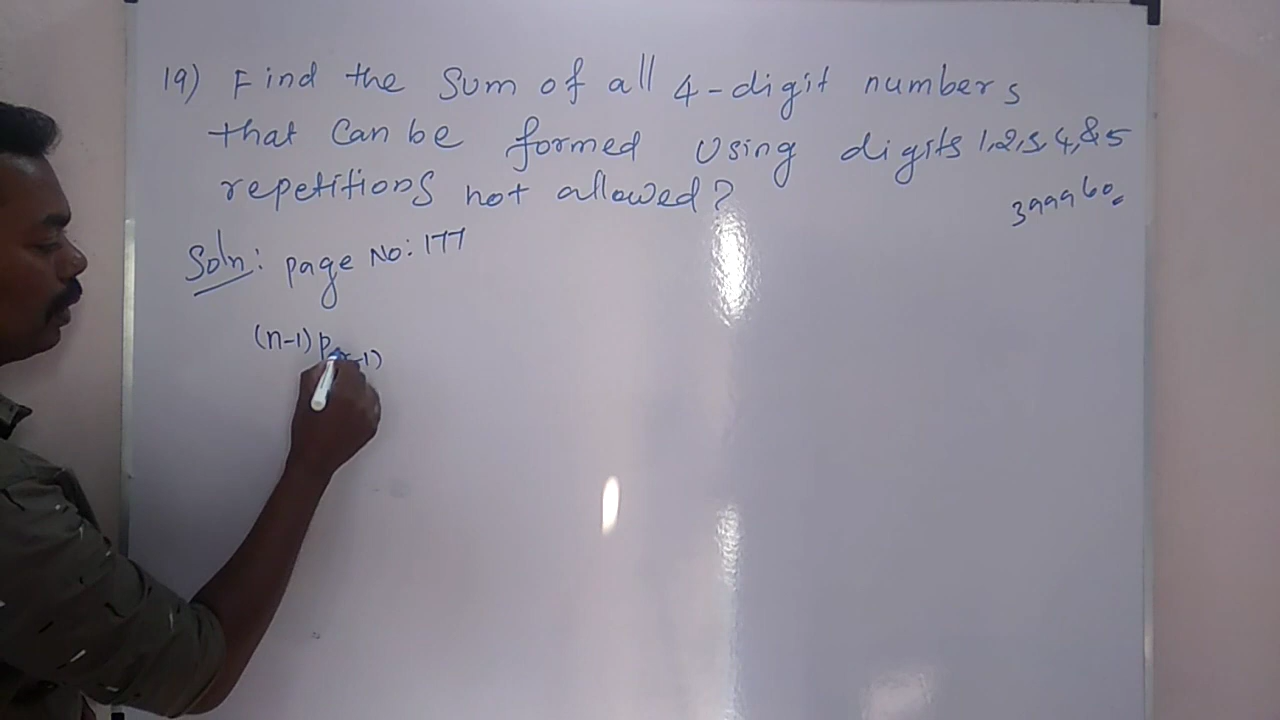 19) Find the Sum of all 4-digit numbers
that can be formed using digits 1,2,3,4,&5
repetitions not allowed?
399960
Soln: page No: 177
(n-1)P(r-1)